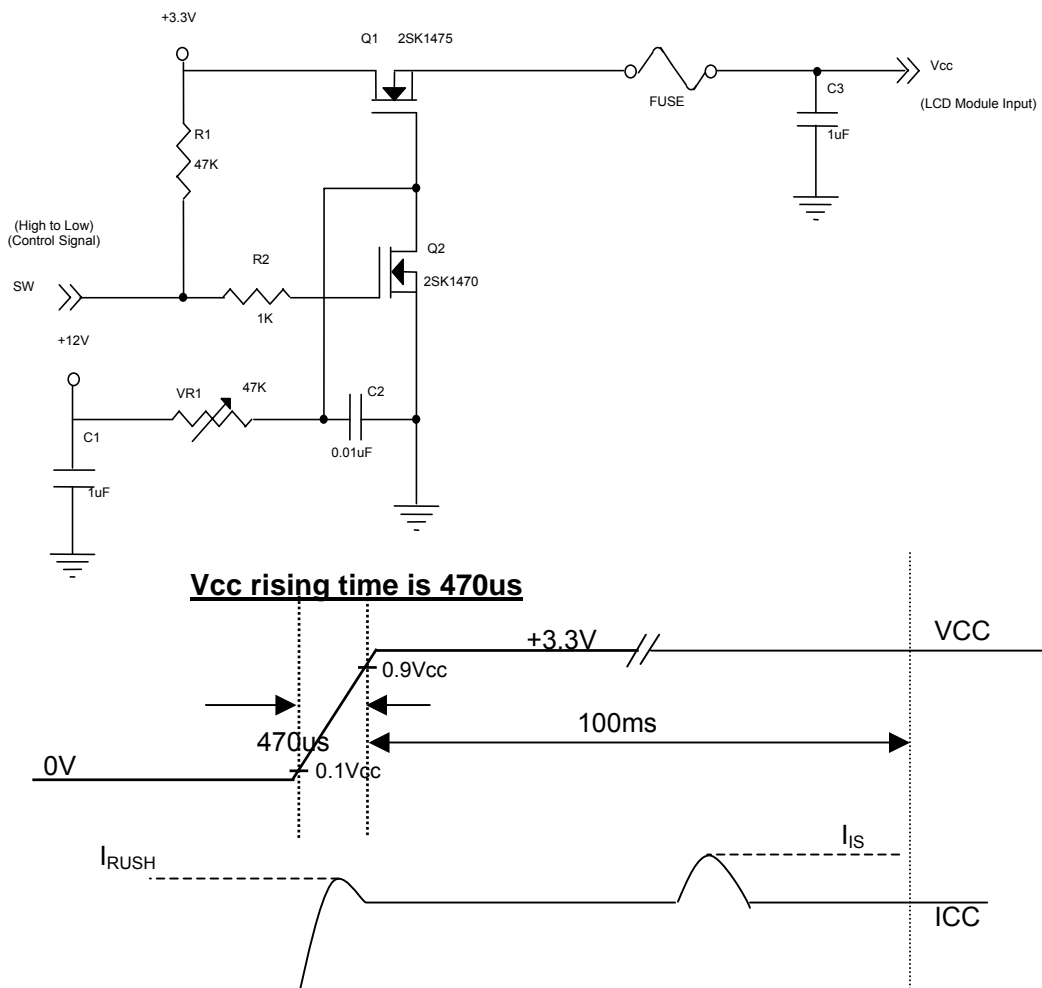 +3.3V
Q1 2SK1475
R1
47K
FUSE
C3
1uF
Vcc
(LCD Module Input)
(High to Low)
(Control Signal)
SW
R2
1K
Q2
2SK1470
+12V
VR1 47K
C1
1uF
C2
0.01uF
Vcc rising time is 470us
+3.3V
VCC
0.9Vcc
470us
100ms
0V
0.1Vcc
IRUSH
IIS
ICC